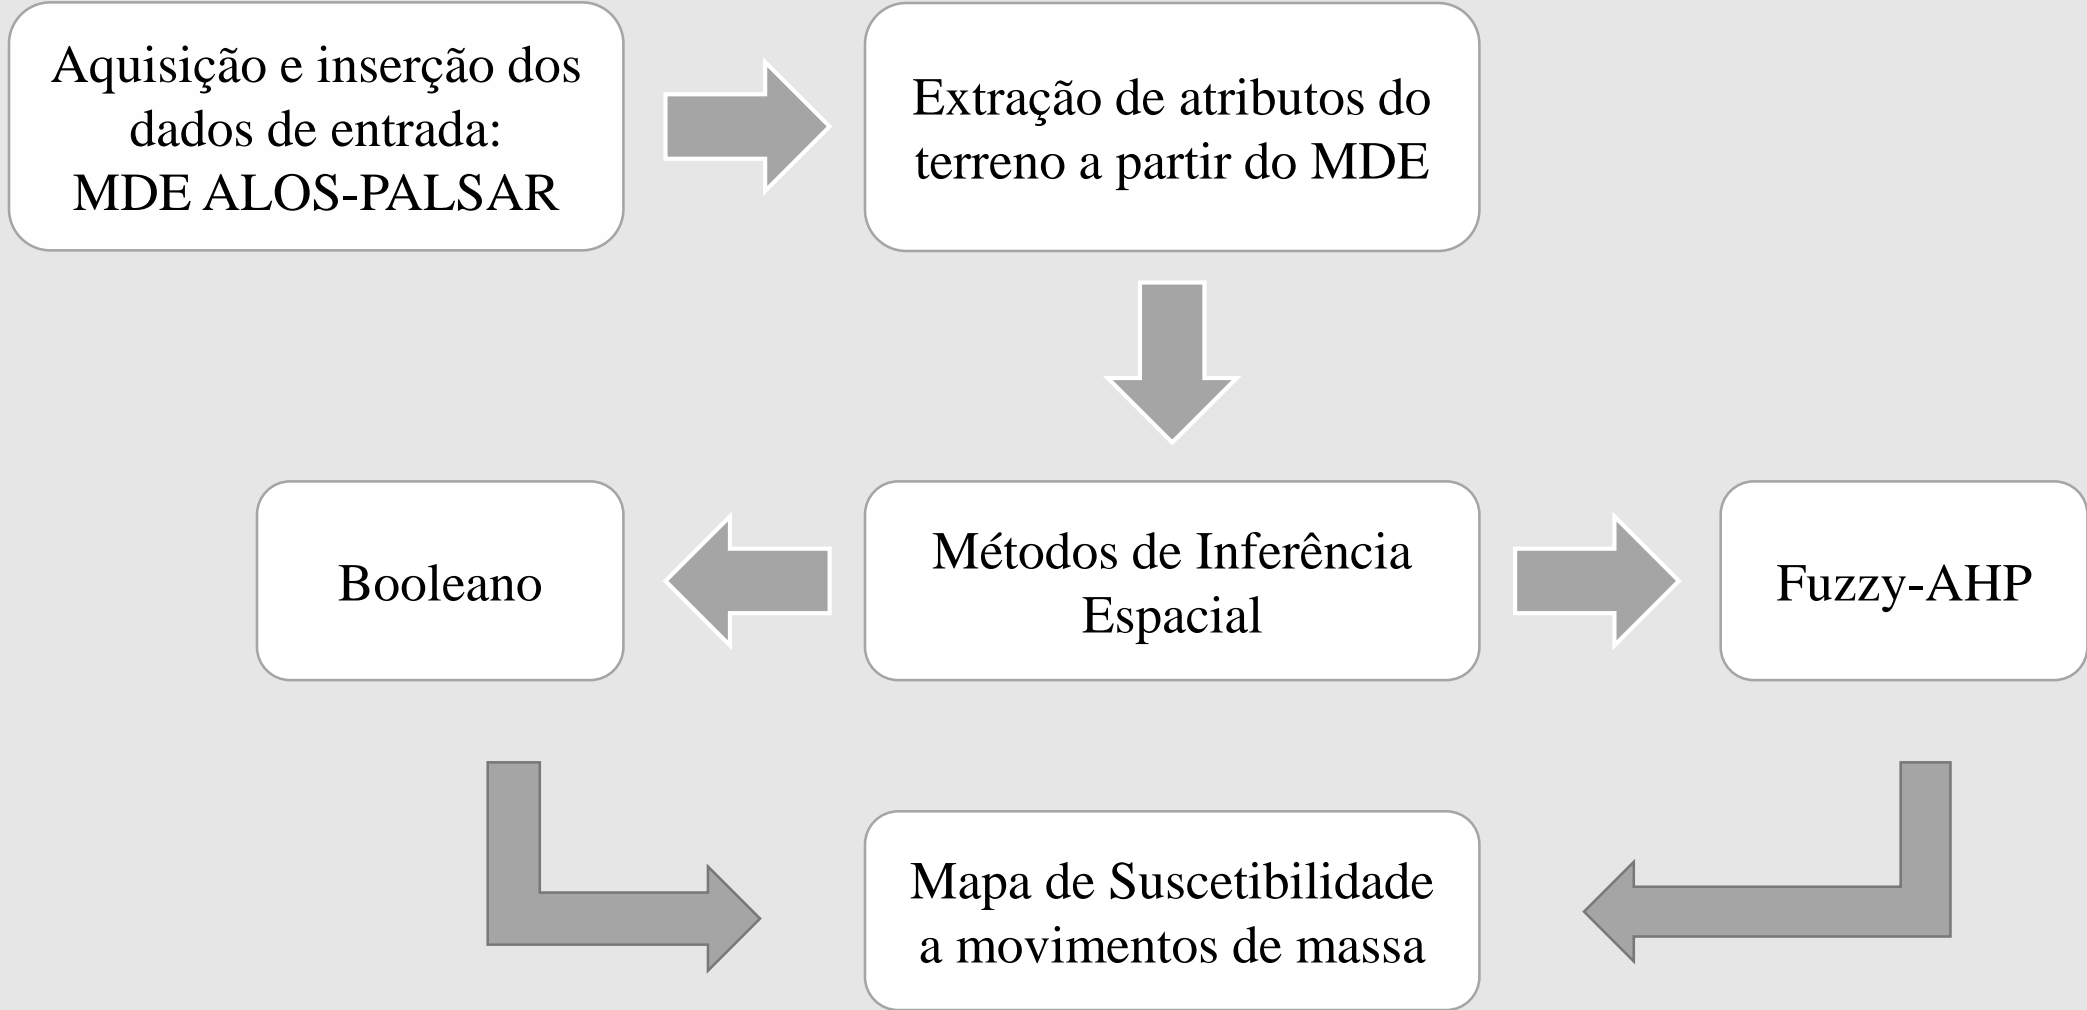 Aquisição e inserção dos
dados de entrada:
MDE ALOS-PALSAR
Extração de atributos do
terreno a partir do MDE
Booleano
Métodos de Inferência
Espacial
Fuzzy-AHP
Mapa de Suscetibilidade
a movimentos de massa